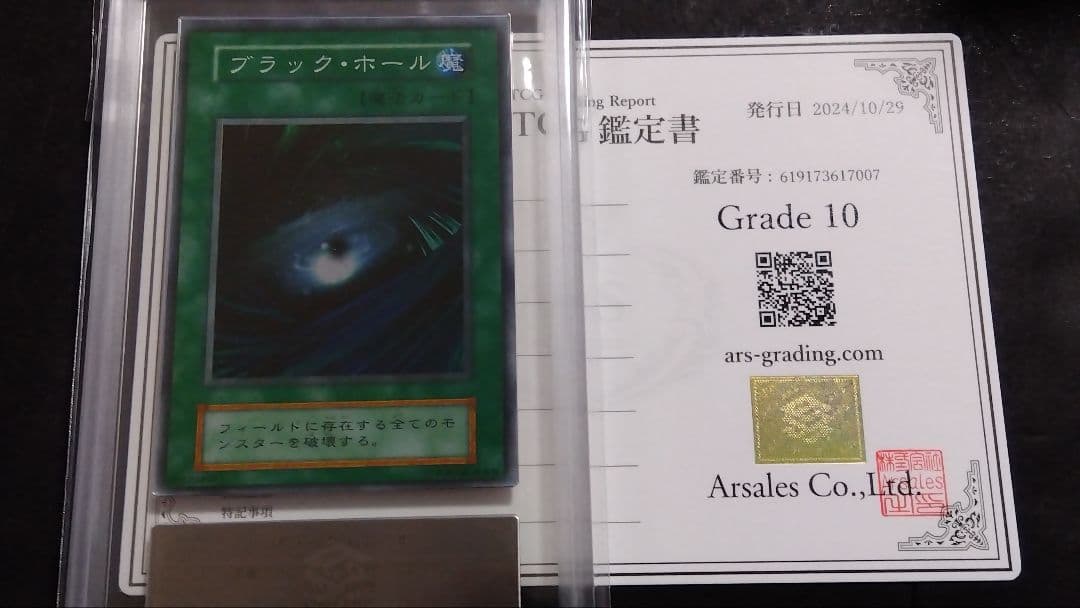 ブラック・ホール 魔
[魔法カード]
フィールドに存在する全てのモ
ンスターを破壊する。
TCG
ing Report
鑑定書
発行日 2024/10/29
鑑定番号：619173617007
Grade 10
ars-grading.com
Arsales Co.,Ltd.
Arsales
特記事項